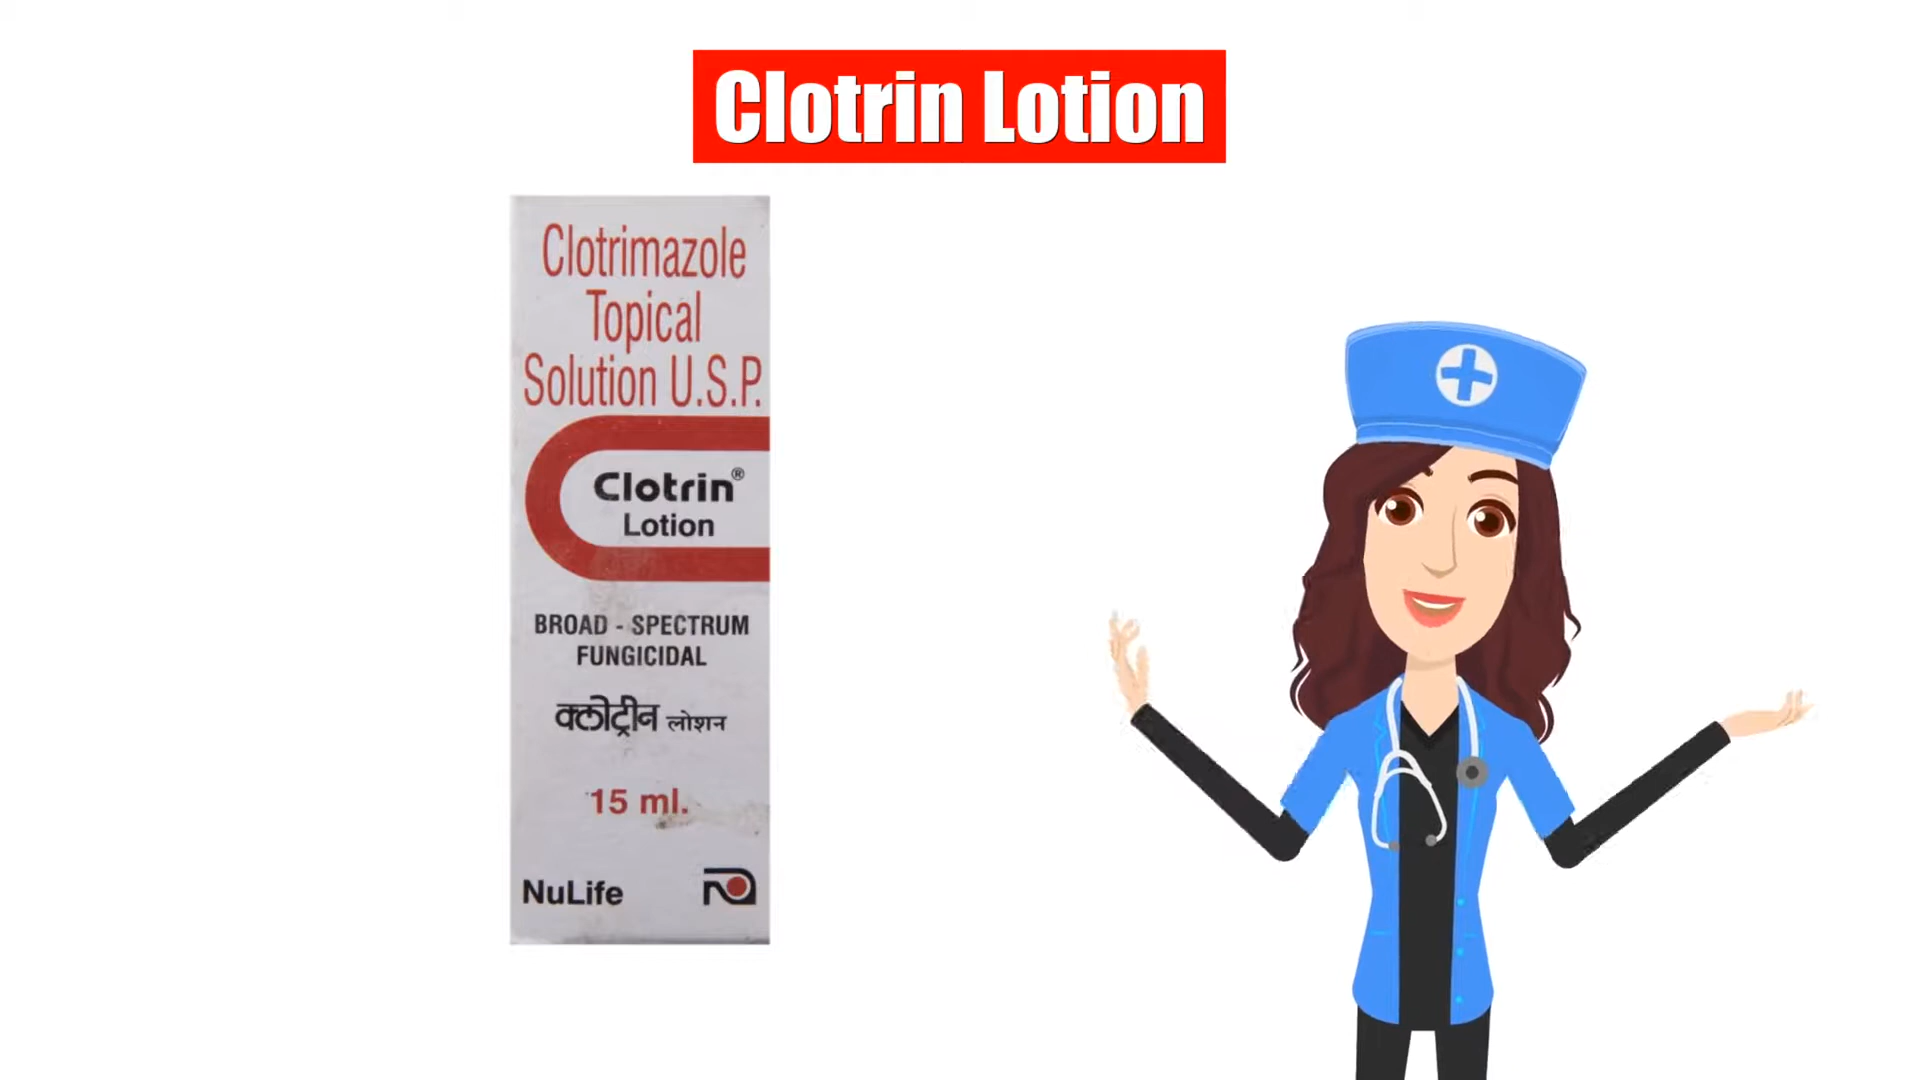 Clotrin Lotion
Clotrimazole
Topical
Solution U.S.P.
Clotrin®
Lotion
BROAD - SPECTRUM
FUNGICIDAL
क्लोट्रीन लोशन
15 ml.
NuLife